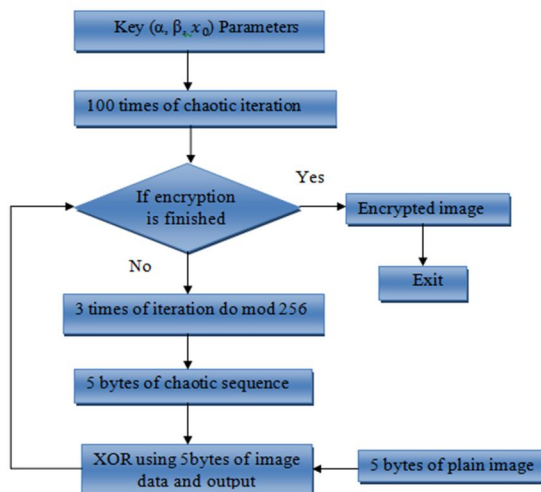 Key (α, β, x0) Parameters
100 times of chaotic iteration
If encryption
is finished
Yes
Encrypted image
Exit
No
3 times of iteration do mod 256
5 bytes of chaotic sequence
XOR using 5bytes of image
data and output
5 bytes of plain image